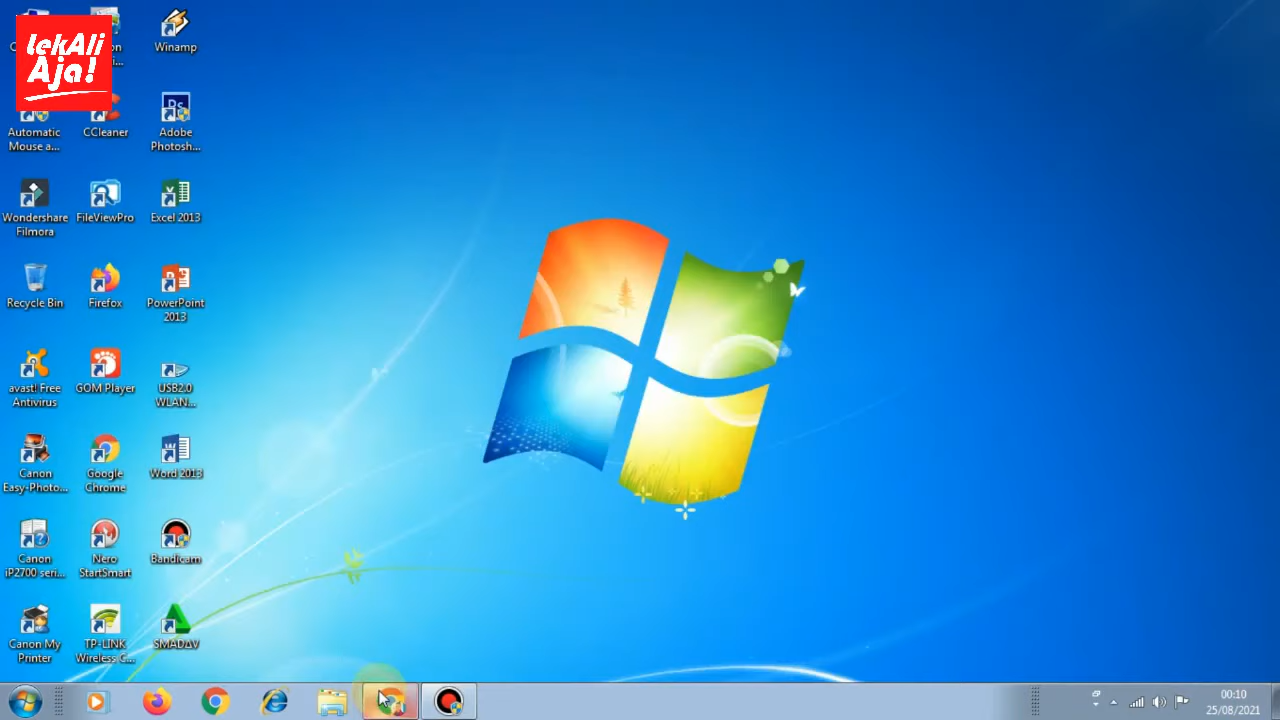 lekAli
Aja!
Winamp
Automatic
Mouse a...
CCleaner
Adobe
Photosh...
Wondershare
Filmora
FileViewPro
Excel 2013
Recycle Bin
Firefox
PowerPoint
2013
avast! Free
Antivirus
GOM Player
USB2.0
WLAN...
Canon
Easy-Photo...
Google
Chrome
Word 2013
Canon
iP2700 seri...
Nero
StartSmart
Bandicam
Canon My
Printer
TP-LINK
Wireless C...
SMADΔV
00:10
25/08/2021